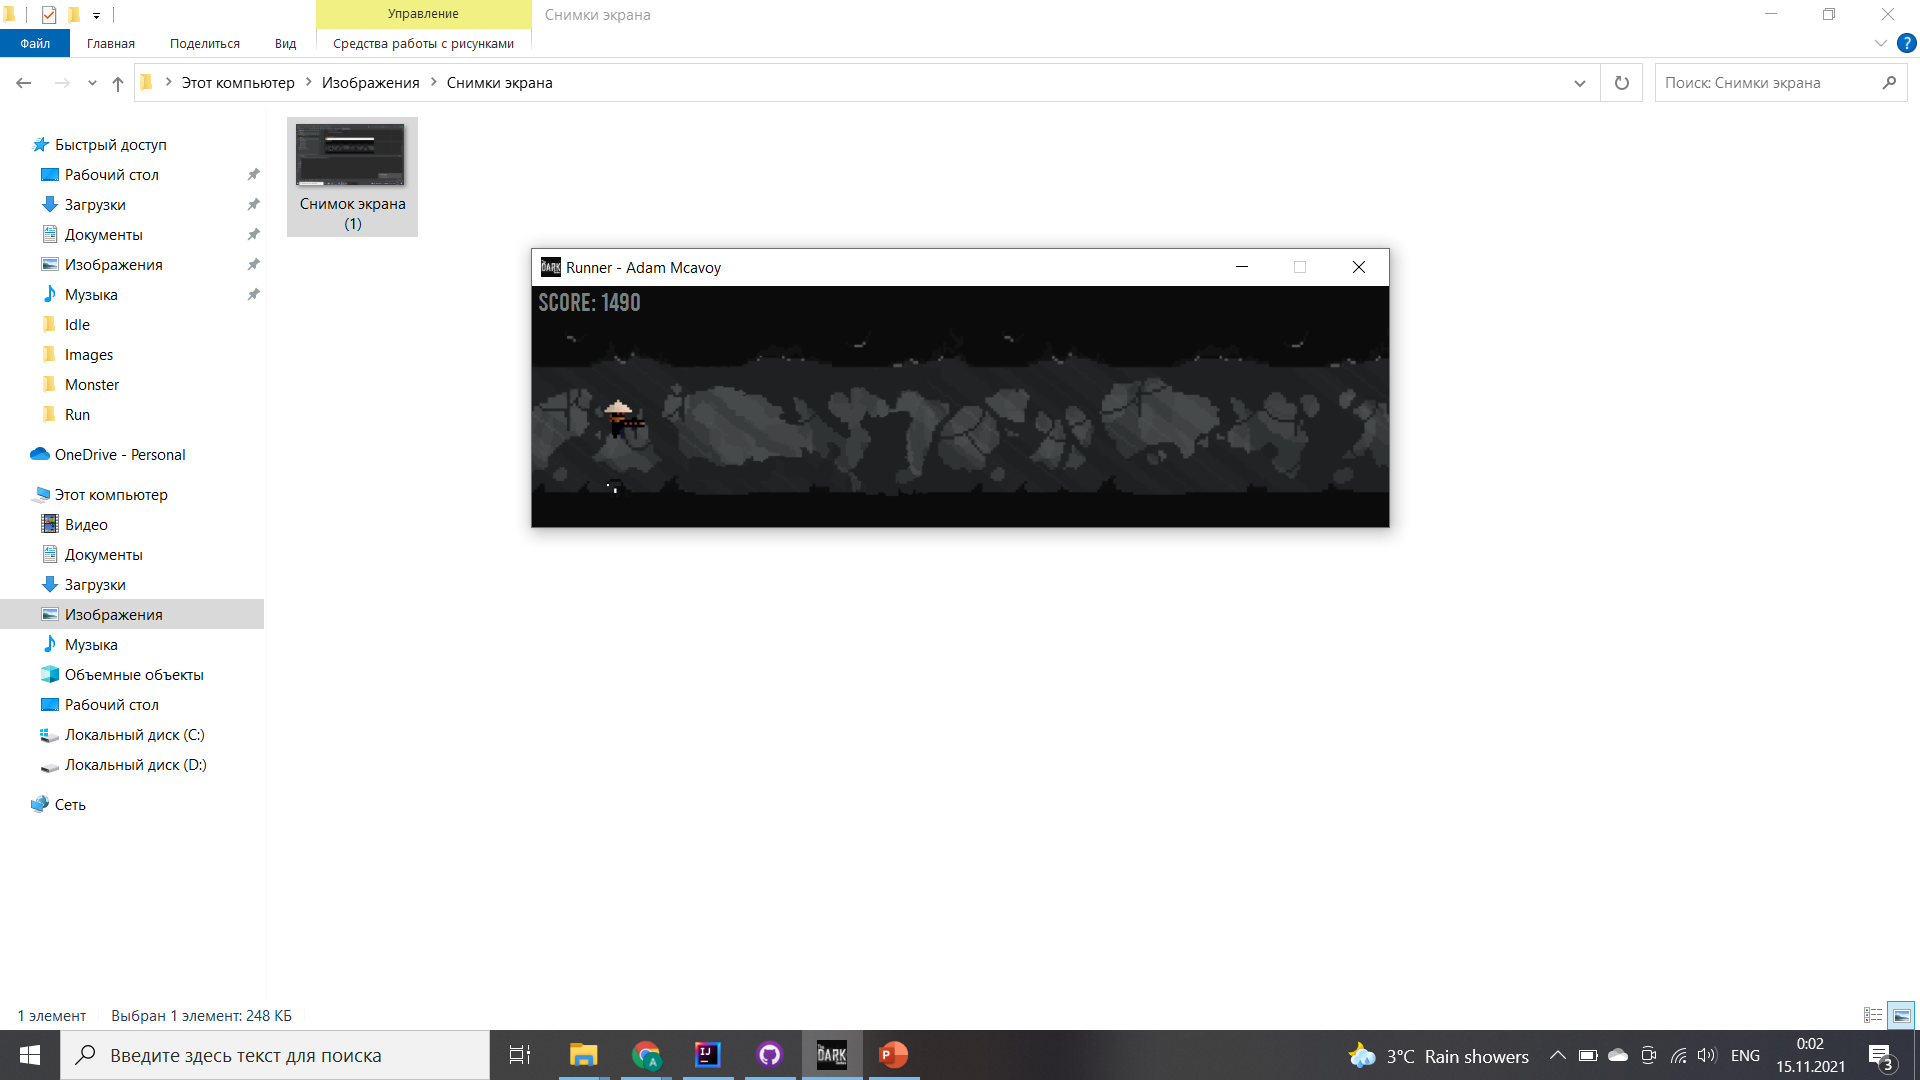 Управление
Снимки экрана
Файл
Главная
Поделиться
Вид
Средства работы с рисунками
?
Этот компьютер
Изображения
Снимки экрана
Поиск: Снимки экрана
Быстрый доступ
Рабочий стол
Загрузки
Документы
Изображения
Музыка
Idle
Images
Monster
Run
OneDrive - Personal
Этот компьютер
Видео
Документы
Загрузки
Изображения
Музыка
Объемные объекты
Рабочий стол
Локальный диск (C:)
Локальный диск (D:)
Сеть
Снимок экрана
(1)
DARK
Runner - Adam Mcavoy
SCORE: 1490
1 элемент
Выбран 1 элемент: 248 КБ
Введите здесь текст для поиска
A
IJ
DARK
P
3°C Rain showers
ENG
0:02
15.11.2021
3